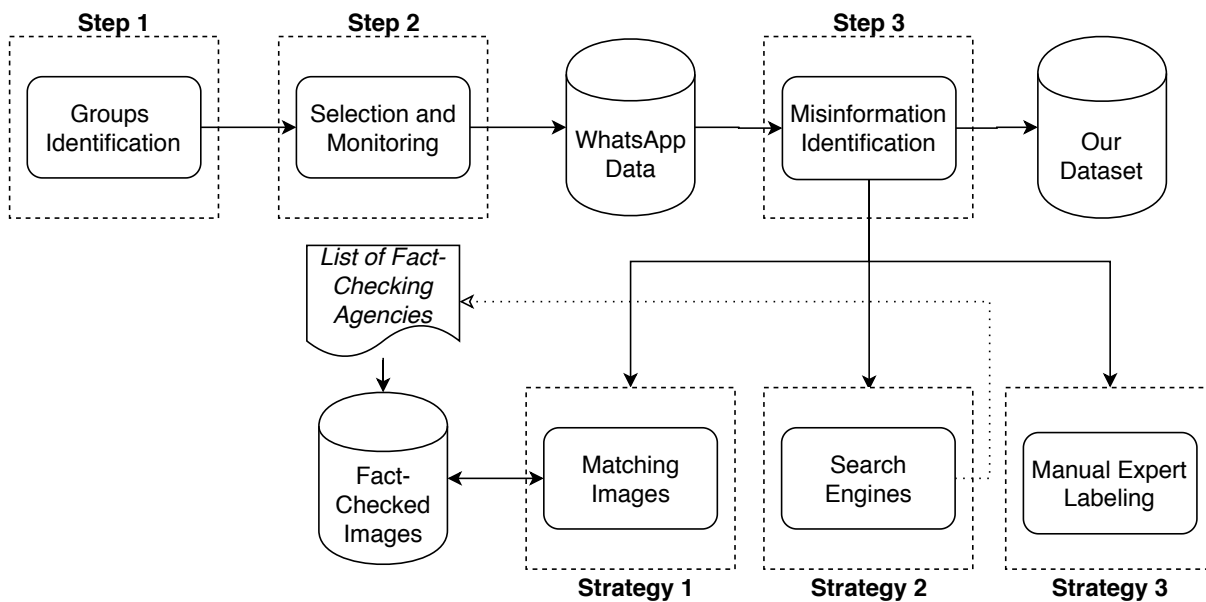 Step 1
Step 2
Step 3
Groups
Identification
Selection and
Monitoring
WhatsApp
Data
Misinformation
Identification
Our
Dataset
List of Fact-
Checking
Agencies
Fact-
Checked
Images
Matching
Images
Search
Engines
Manual Expert
Labeling
Strategy 1
Strategy 2
Strategy 3